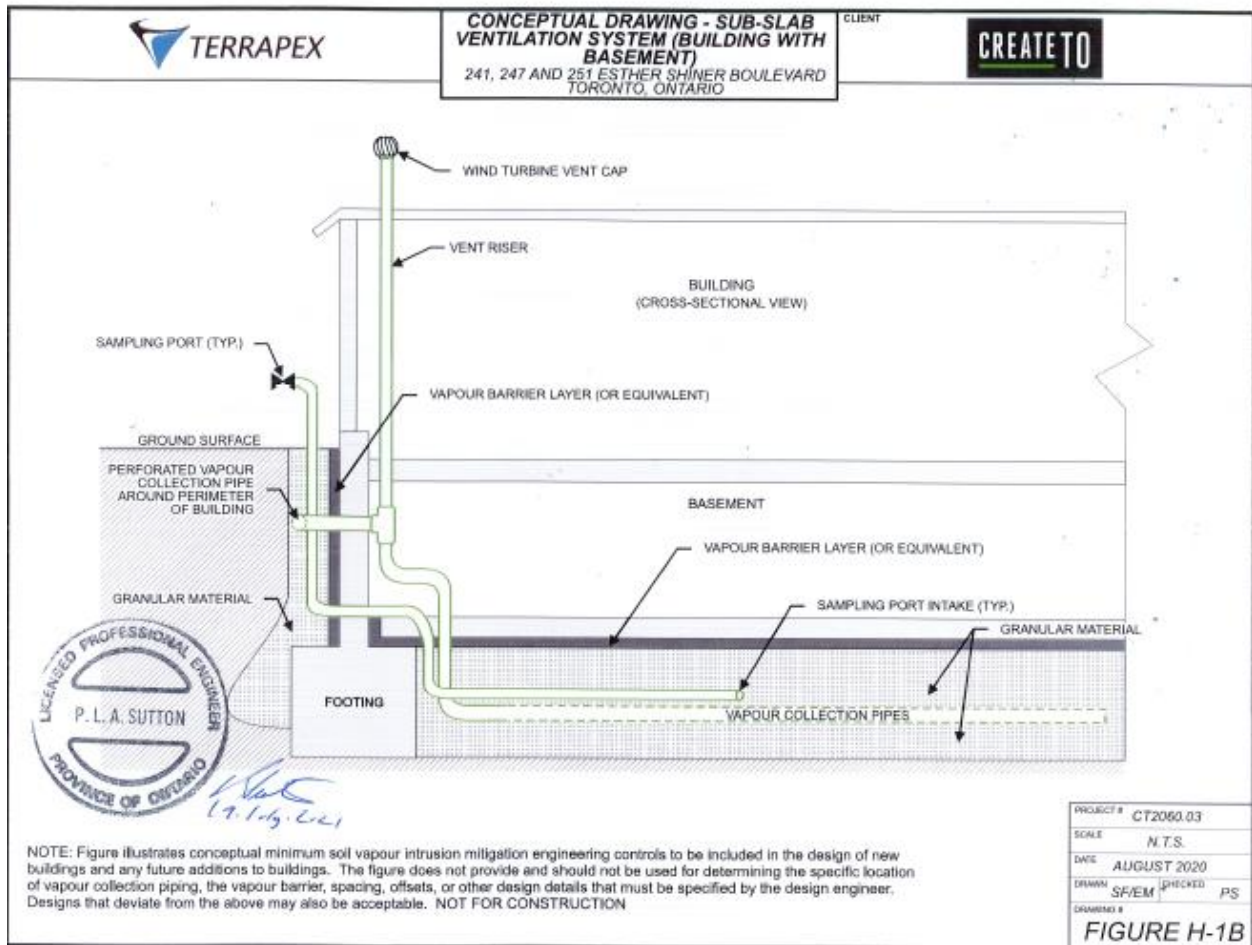 TERRAPEX
CONCEPTUAL DRAWING - SUB-SLAB
VENTILATION SYSTEM (BUILDING WITH
BASEMENT)
241, 247 AND 251 ESTHER SHINER BOULEVARD
TORONTO, ONTARIO
CLIENT
CREATE TO
WIND TURBINE VENT CAP
VENT RISER
BUILDING
(CROSS-SECTIONAL VIEW)
SAMPLING PORT (TYP.)
VAPOUR BARRIER LAYER (OR EQUIVALENT)
GROUND SURFACE
PERFORATED VAPOUR
COLLECTION PIPE
AROUND PERIMETER
OF BUILDING
BASEMENT
VAPOUR BARRIER LAYER (OR EQUIVALENT)
GRANULAR MATERIAL
SAMPLING PORT INTAKE (TYP.)
GRANULAR MATERIAL
FOOTING
VAPOUR COLLECTION PIPES
LICENSED PROFESSIONAL ENGINEER
P. L. A. SUTTON
PROVINCE OF ONTARIO
NOTE: Figure illustrates conceptual minimum soil vapour intrusion mitigation engineering controls to be included in the design of new
buildings and any future additions to buildings. The figure does not provide and should not be used for determining the specific location
of vapour collection piping, the vapour barrier, spacing, offsets, or other design details that must be specified by the design engineer.
Designs that deviate from the above may also be acceptable. NOT FOR CONSTRUCTION
PROJECT # CT2060.03
SCALE N.T.S.
DATE AUGUST 2020
DRAWN SF/EM CHECKED PS
DRAWING #
FIGURE H-1B